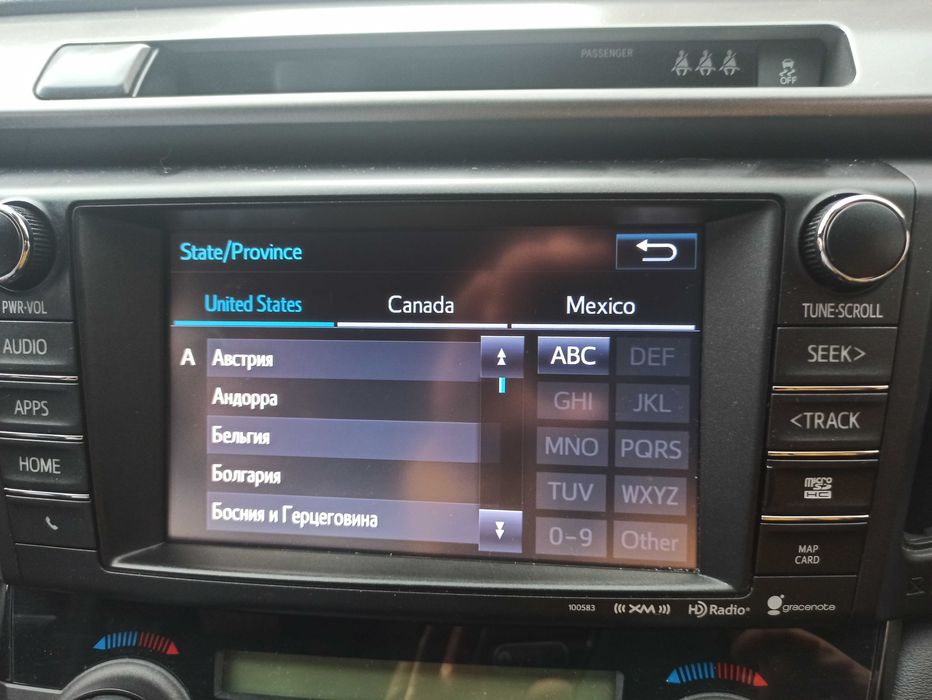 PASSENGER
OFF
State/Province
United States Canada Mexico
PWR·VOL
TUNE·SCROLL
AUDIO
APPS
HOME
SEEK>
<TRACK
micro SD HC
MAP
CARD
A Австрия
Андорра
Бельгия
Болгария
Босния и Герцеговина
ABC DEF
GHI JKL
MNO PQRS
TUV WXYZ
0-9 Other
100583 ((( XM ))) HD Radio® gracenote